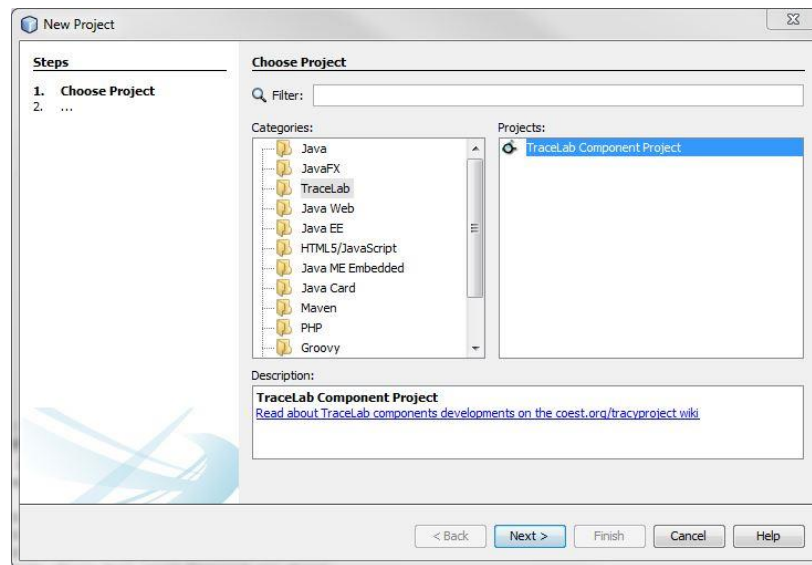 New Project
Steps
1. Choose Project
2. ...
Choose Project
Filter:
Categories:
Java
JavaFX
TraceLab
Java Web
Java EE
HTML5/JavaScript
Java ME Embedded
Java Card
Maven
PHP
Groovy
Projects:
TraceLab Component Project
Description:
TraceLab Component Project
Read about TraceLab components developments on the coest.org/tracyproject wiki
< Back
Next >
Finish
Cancel
Help